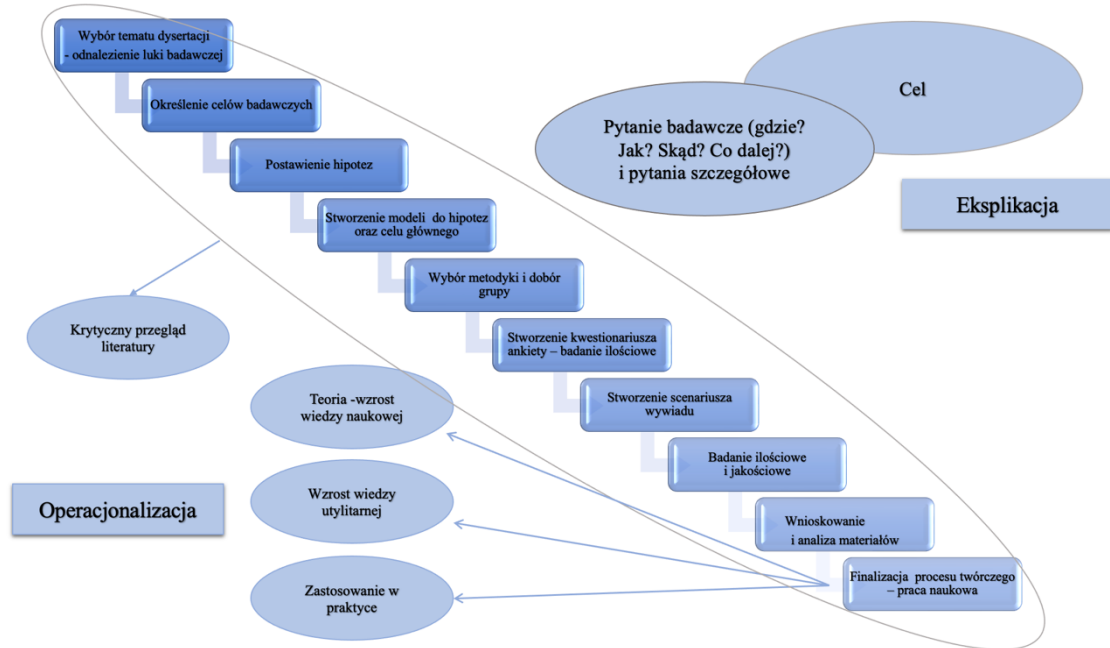 Wybór tematu dysertacji
- odnalezienie luki badawczej
Określenie celów badawczych
Postawienie hipotez
Stworzenie modeli do hipotez
oraz celu głównego
Wybór metodyki i dobór
grupy
Stworzenie kwestionariusza
ankiety – badanie ilościowe
Stworzenie scenariusza
wywiadu
Badanie ilościowe
i jakościowe
Wnioskowanie
i analiza materiałów
Finalizacja procesu twórczego
– praca naukowa
Cel
Pytanie badawcze (gdzie?
Jak? Skąd? Co dalej?)
i pytania szczegółowe
Eksplikacja
Krytyczny przegląd
literatury
Teoria -wzrost
wiedzy naukowej
Wzrost wiedzy
utylitarnej
Zastosowanie w
praktyce
Operacjonalizacja